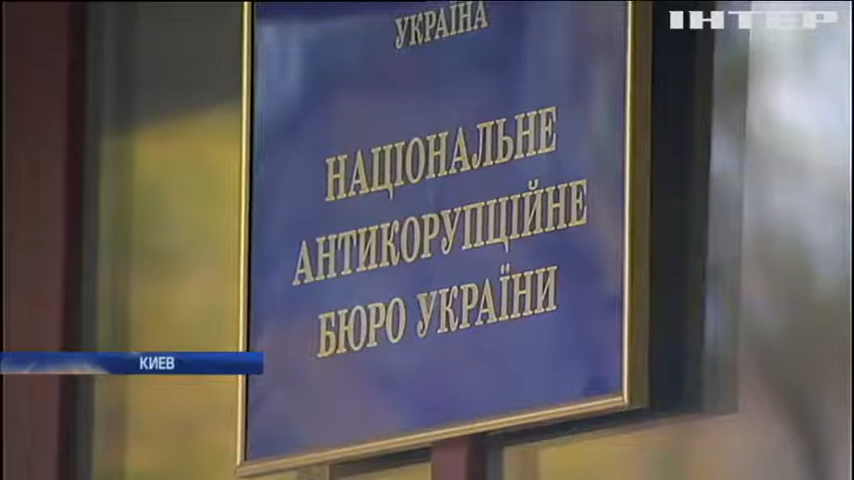 ІНТЕР
УКРАЇНА
НАЦІОНАЛЬНЕ
АНТИКОРУПЦІЙНЕ
БЮРО УКРАЇНИ
КИЕВ